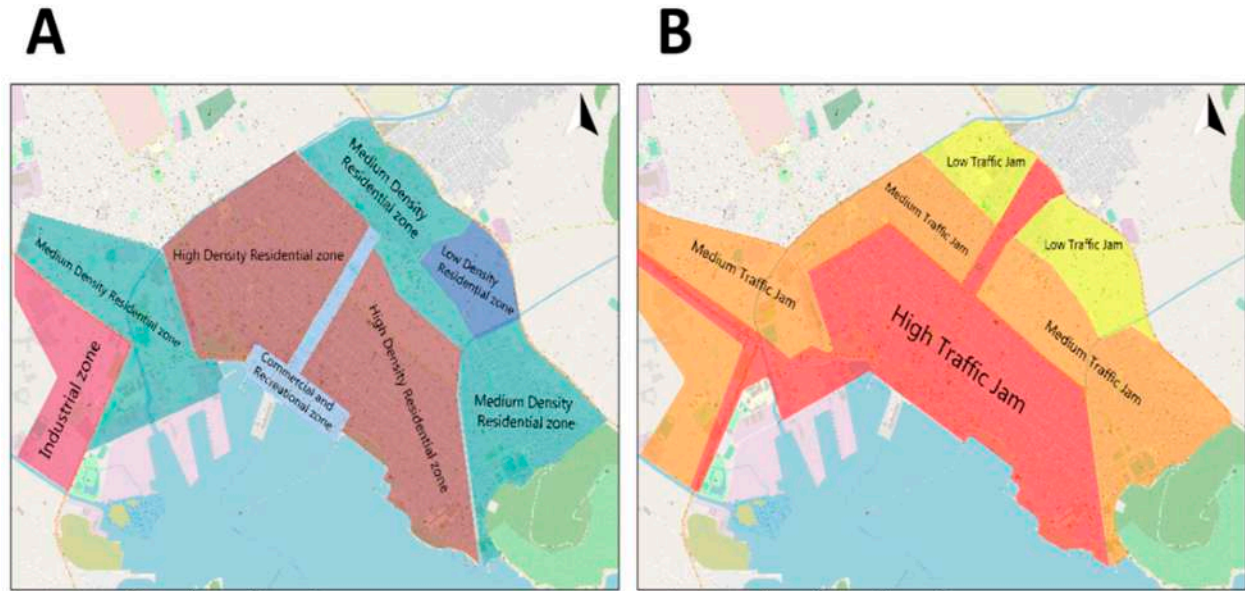 A
Medium Density
Residential zone
High Density Residential zone
Medium Density Residential zone
Low Density
Residential zone
Industrial zone
Commercial and
Recreational zone
High Density Residential zone
Medium Density
Residential zone
B
Low Traffic Jam
Medium Traffic Jam
Low Traffic Jam
Medium Traffic Jam
High Traffic Jam
Medium Traffic Jam